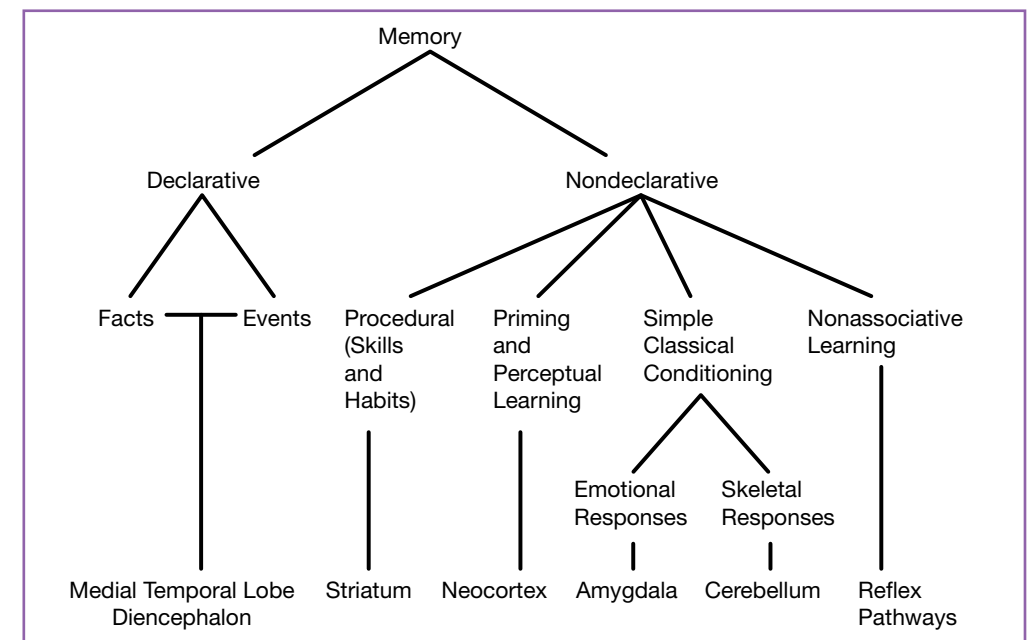 Memory
Declarative
Nondeclarative
Facts
Events
Procedural
(Skills
and
Habits)
Priming
and
Perceptual
Learning
Simple
Classical
Conditioning
Nonassociative
Learning
Emotional
Responses
Skeletal
Responses
Medial Temporal Lobe
Diencephalon
Striatum
Neocortex
Amygdala
Cerebellum
Reflex
Pathways